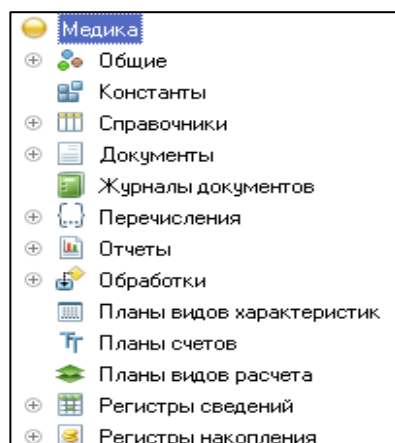 Медика
Общие
Константы
Справочники
Документы
Журналы документов
Перечисления
Отчеты
Обработки
Планы видов характеристик
Планы счетов
Планы видов расчета
Регистры сведений
Регистры накопления